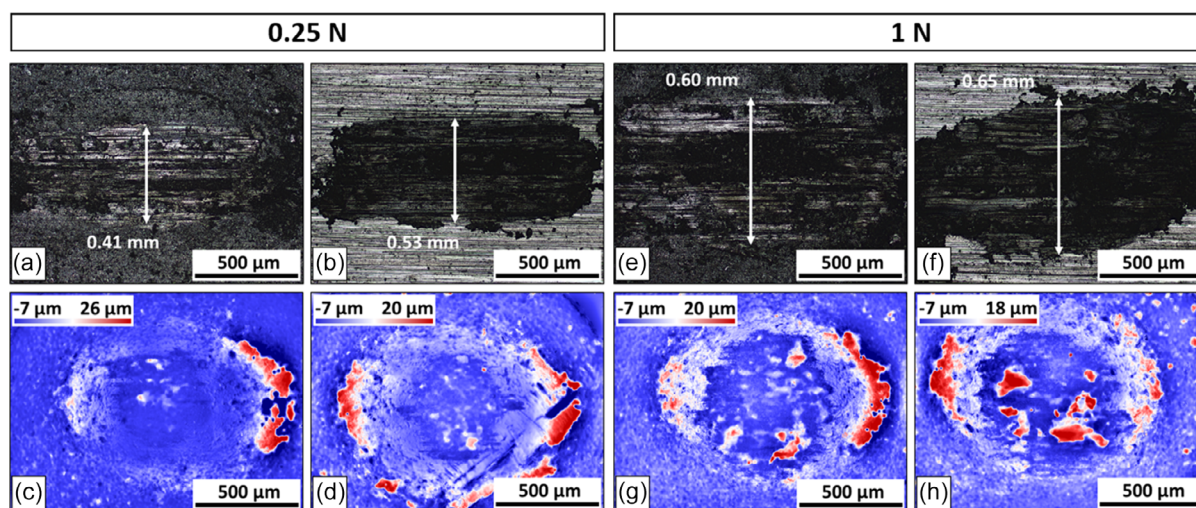 0.25 N
1 N
0.41 mm
(a)
500 μm
0.53 mm
(b)
500 μm
0.60 mm
(e)
500 μm
0.65 mm
(f)
500 μm
-7 μm 26 μm
(c)
500 μm
-7 μm 20 μm
(d)
500 μm
-7 μm 20 μm
(g)
500 μm
-7 μm 18 μm
(h)
500 μm